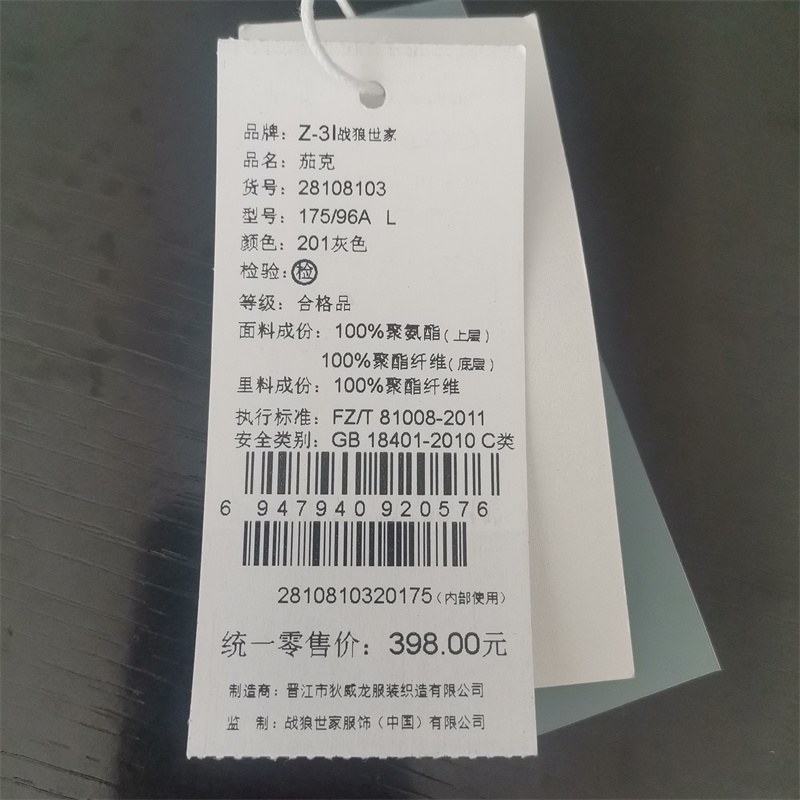 品牌：Z-3I战狼世家
品名：茄克
货号：28108103
型号：175/96A L
颜色：201灰色
检验：检
等级：合格品
面料成份：100%聚氨酯（上层）
100%聚酯纤维（底层）
里料成份：100%聚酯纤维
执行标准：FZ/T 81008-2011
安全类别：GB 18401-2010 C类
6 947940 920576
2810810320175（内部使用）
统一零售价：398.00元
制造商：晋江市狄威龙服装织造有限公司
监 制：战狼世家服饰（中国）有限公司